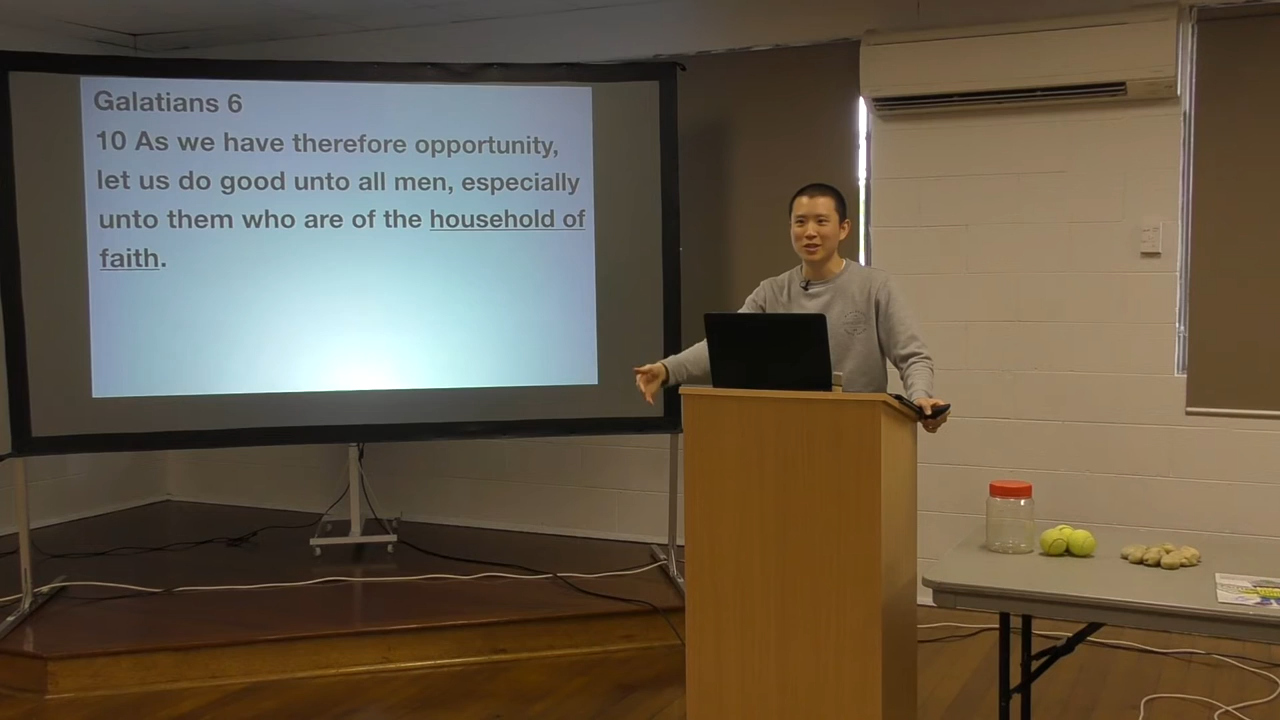 Galatians 6
10 As we have therefore opportunity,
let us do good unto all men, especially
unto them who are of the household of
faith.